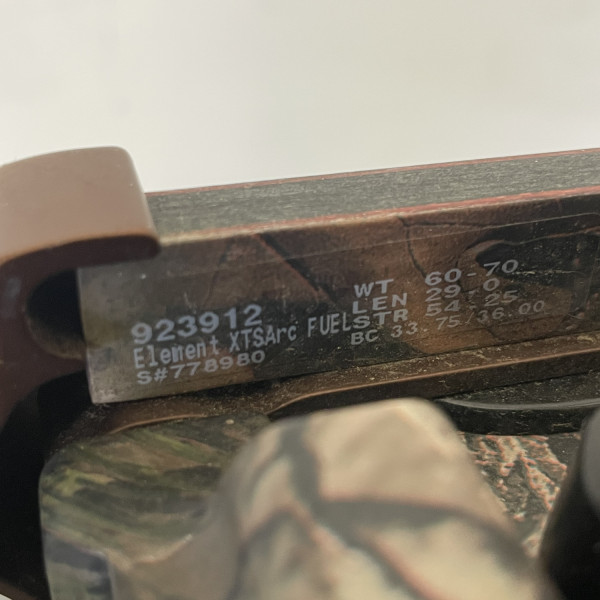 923912
Element XTSArc FUEL
S#778980
WT 60-70
LEN 29.0
STR 54.25
BC 33.75/36.00